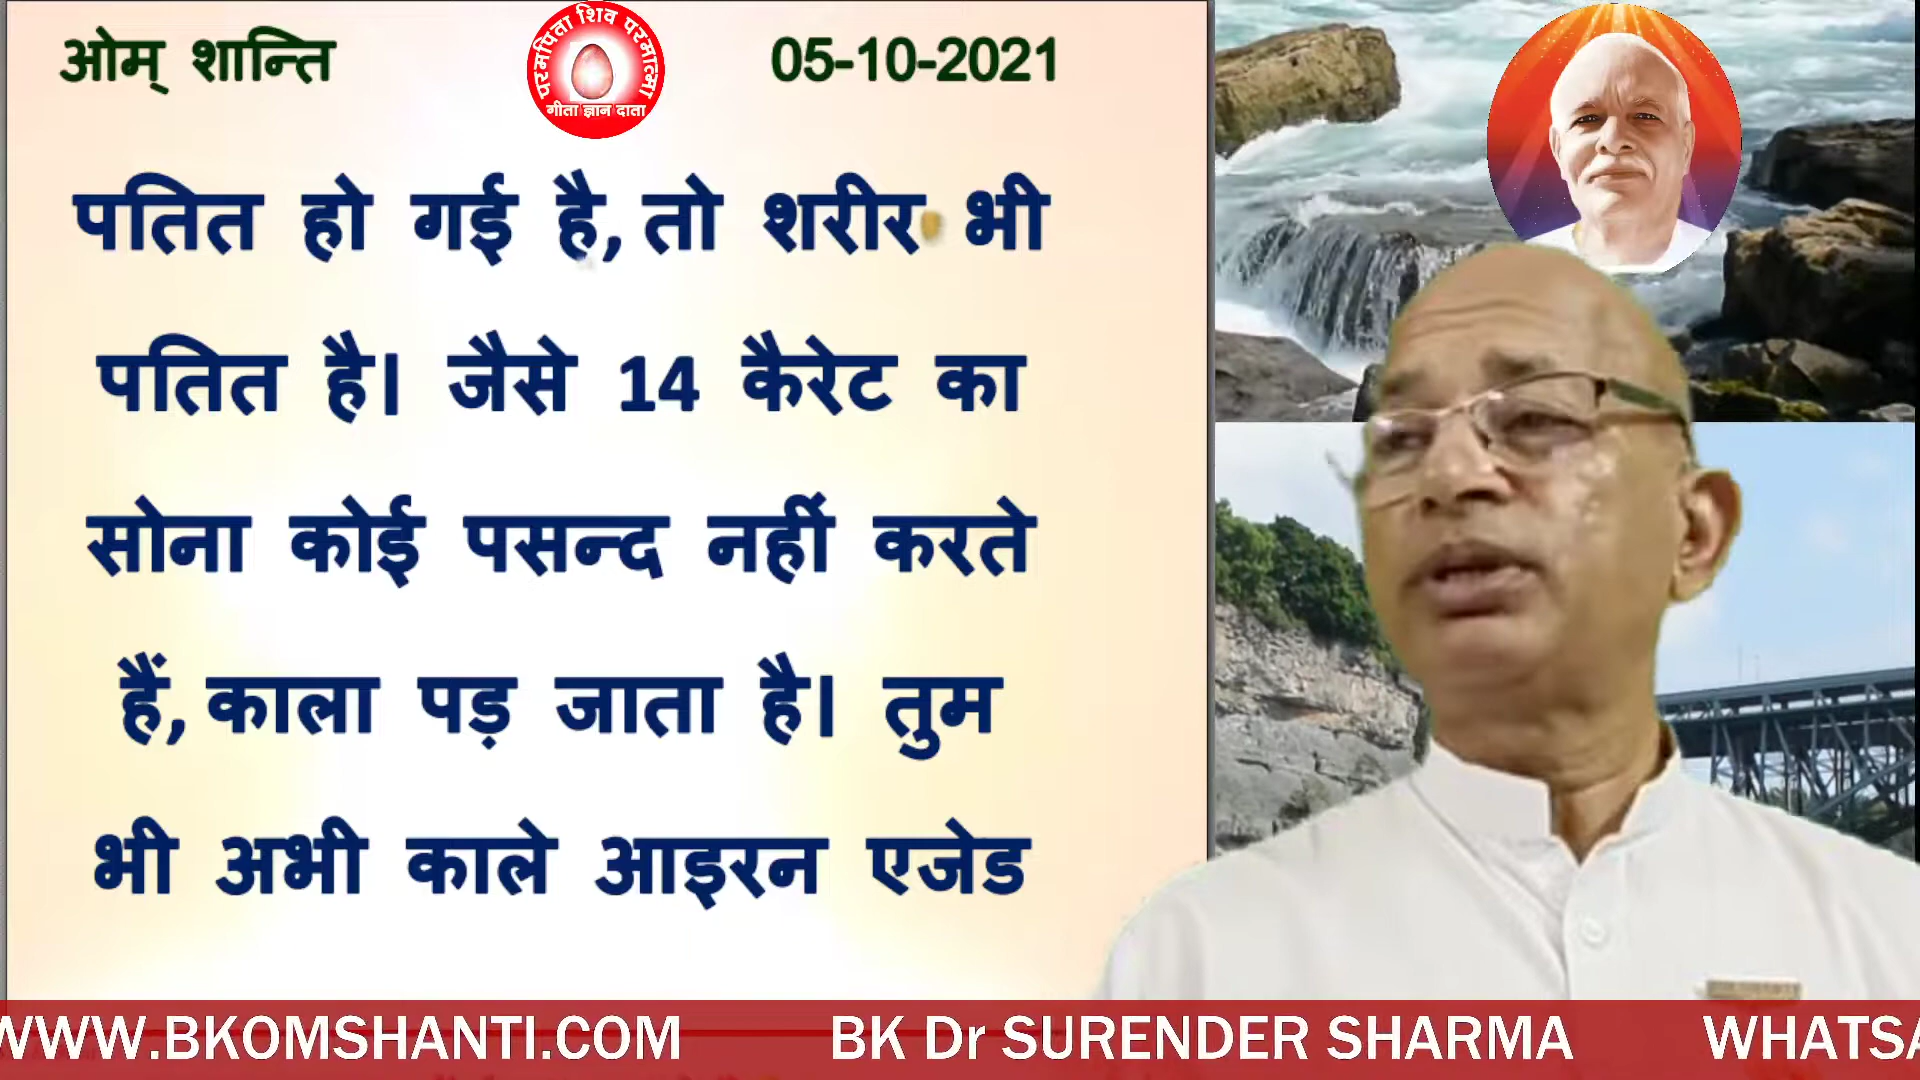 ओम् शान्ति
परमपिता शिव परमात्मा
गीता ज्ञान दाता
05-10-2021
पतित हो गई है, तो शरीर भी
पतित है। जैसे 14 कैरेट का
सोना कोई पसन्द नहीं करते
हैं, काला पड़ जाता है। तुम
भी अभी काले आइरन एजेड
WWW.BKOMSHANTI.COM BK Dr SURENDER SHARMA WHATSA